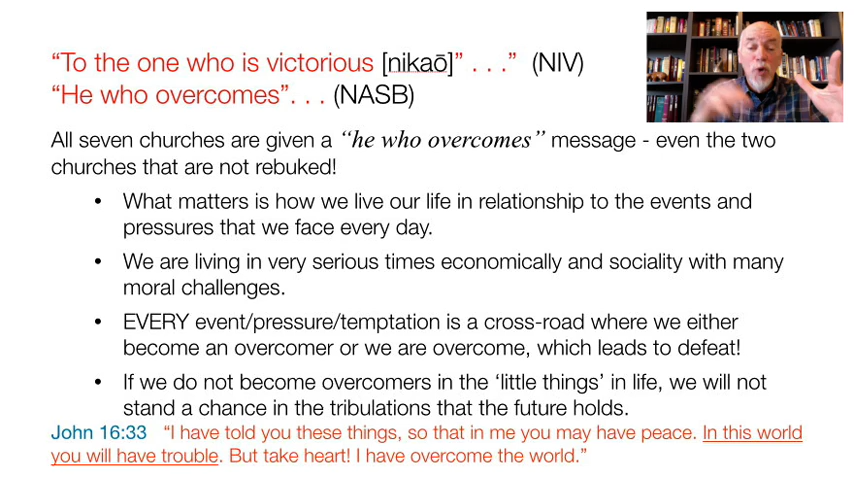 “To the one who is victorious [nikaō]” . . .”  (NIV)
“He who overcomes”. . . (NASB)
All seven churches are given a “he who overcomes” message - even the two
churches that are not rebuked!
• What matters is how we live our life in relationship to the events and
pressures that we face every day.
• We are living in very serious times economically and sociality with many
moral challenges.
• EVERY event/pressure/temptation is a cross-road where we either
become an overcomer or we are overcome, which leads to defeat!
• If we do not become overcomers in the ‘little things’ in life, we will not
stand a chance in the tribulations that the future holds.
John 16:33 “I have told you these things, so that in me you may have peace. In this world
you will have trouble. But take heart! I have overcome the world.”